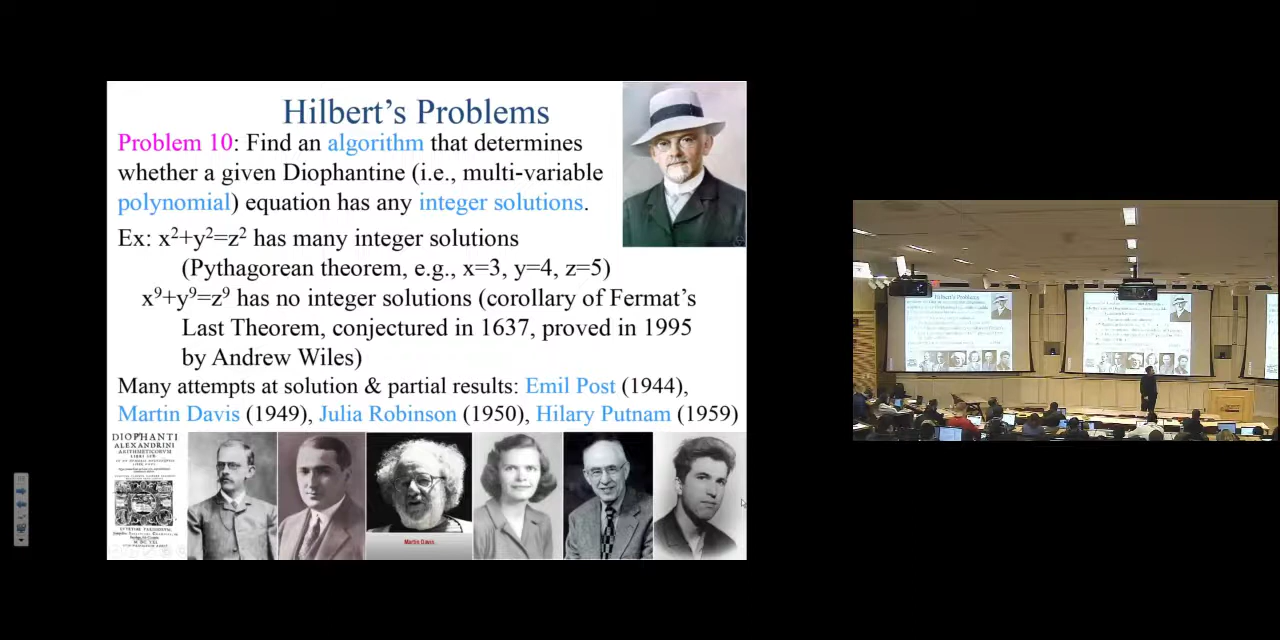 Hilbert's Problems
Problem 10: Find an algorithm that determines
whether a given Diophantine (i.e., multi-variable
polynomial) equation has any integer solutions.
Ex: x²+y²=z² has many integer solutions
(Pythagorean theorem, e.g., x=3, y=4, z=5)
x⁹+y⁹=z⁹ has no integer solutions (corollary of Fermat's
Last Theorem, conjectured in 1637, proved in 1995
by Andrew Wiles)
Many attempts at solution & partial results: Emil Post (1944),
Martin Davis (1949), Julia Robinson (1950), Hilary Putnam (1959)
DIOPHANTI
ALEXANDRINI
Martin Davis
Hilbert's Problems